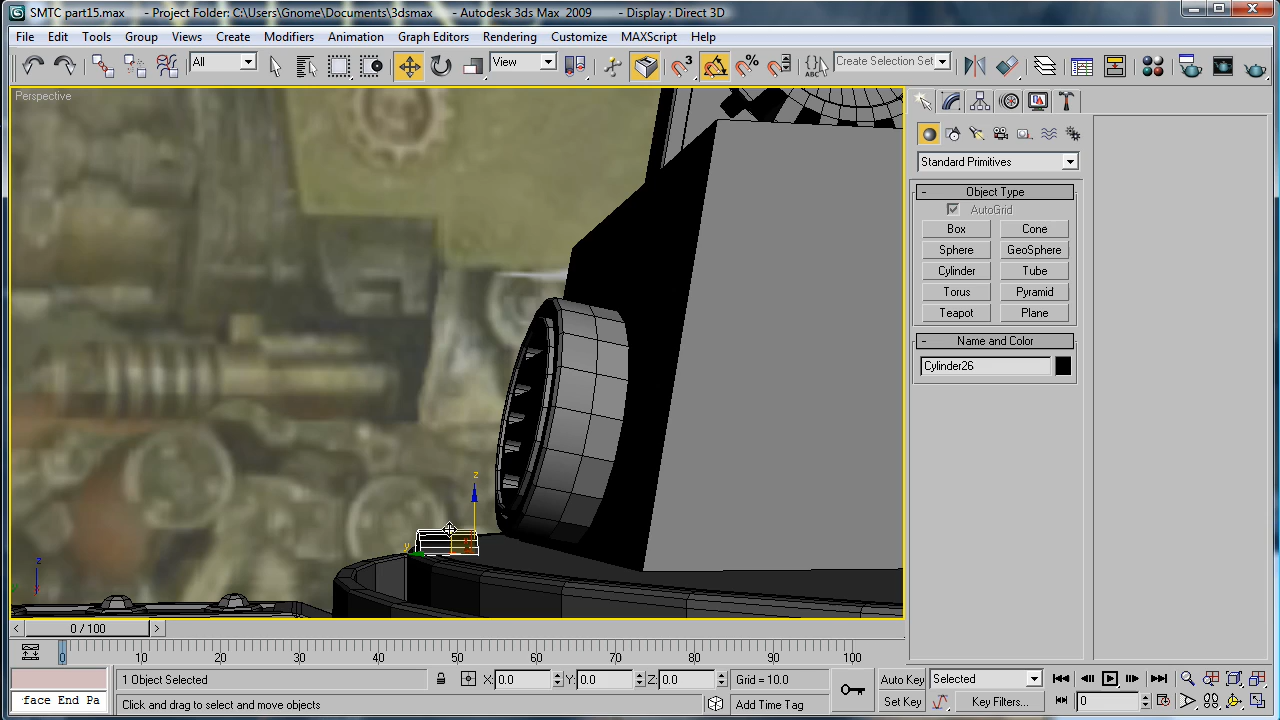 SMTC part15.max - Project Folder: C:\Users\Gnome\Documents\3dsmax - Autodesk 3ds Max 2009 - Display : Direct 3D
File Edit Tools Group Views Create Modifiers Animation Graph Editors Rendering Customize MAXScript Help
All View 3 % {} ABC Create Selection Set
Perspective
Standard Primitives
- Object Type
AutoGrid
Box Cone
Sphere GeoSphere
Cylinder Tube
Torus Pyramid
Teapot Plane
- Name and Color
Cylinder26
z
z
< 0 / 100 >
0 10 20 30 40 50 60 70 80 90 100
1 Object Selected X: 0.0 Y: 0.0 Z: 0.0 Grid = 10.0 Auto Key Selected
face End Pa Click and drag to select and move objects Add Time Tag Set Key Key Filters... 0